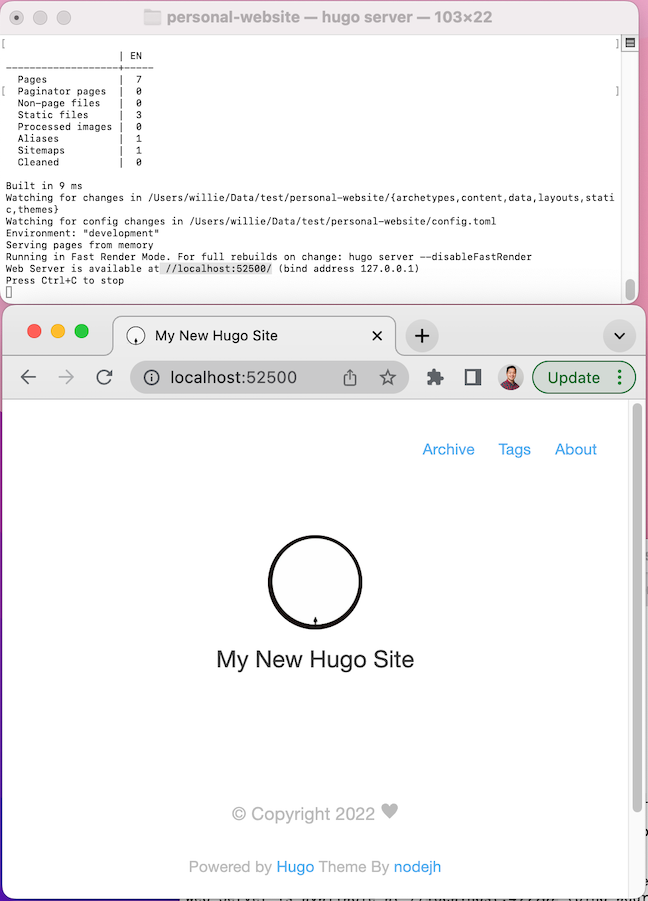 personal-website — hugo server — 103×22
| EN
-------------------+-----
Pages | 7
Paginator pages | 0
Non-page files | 0
Static files | 3
Processed images | 0
Aliases | 1
Sitemaps | 1
Cleaned | 0
Built in 9 ms
Watching for changes in /Users/willie/Data/test/personal-website/{archetypes,content,data,layouts,stati
c,themes}
Watching for config changes in /Users/willie/Data/test/personal-website/config.toml
Environment: "development"
Serving pages from memory
Running in Fast Render Mode. For full rebuilds on change: hugo server --disableFastRender
Web Server is available at //localhost:52500/ (bind address 127.0.0.1)
Press Ctrl+C to stop
My New Hugo Site
localhost:52500
Update
Archive Tags About
My New Hugo Site
© Copyright 2022 ♥
Powered by Hugo Theme By nodejh